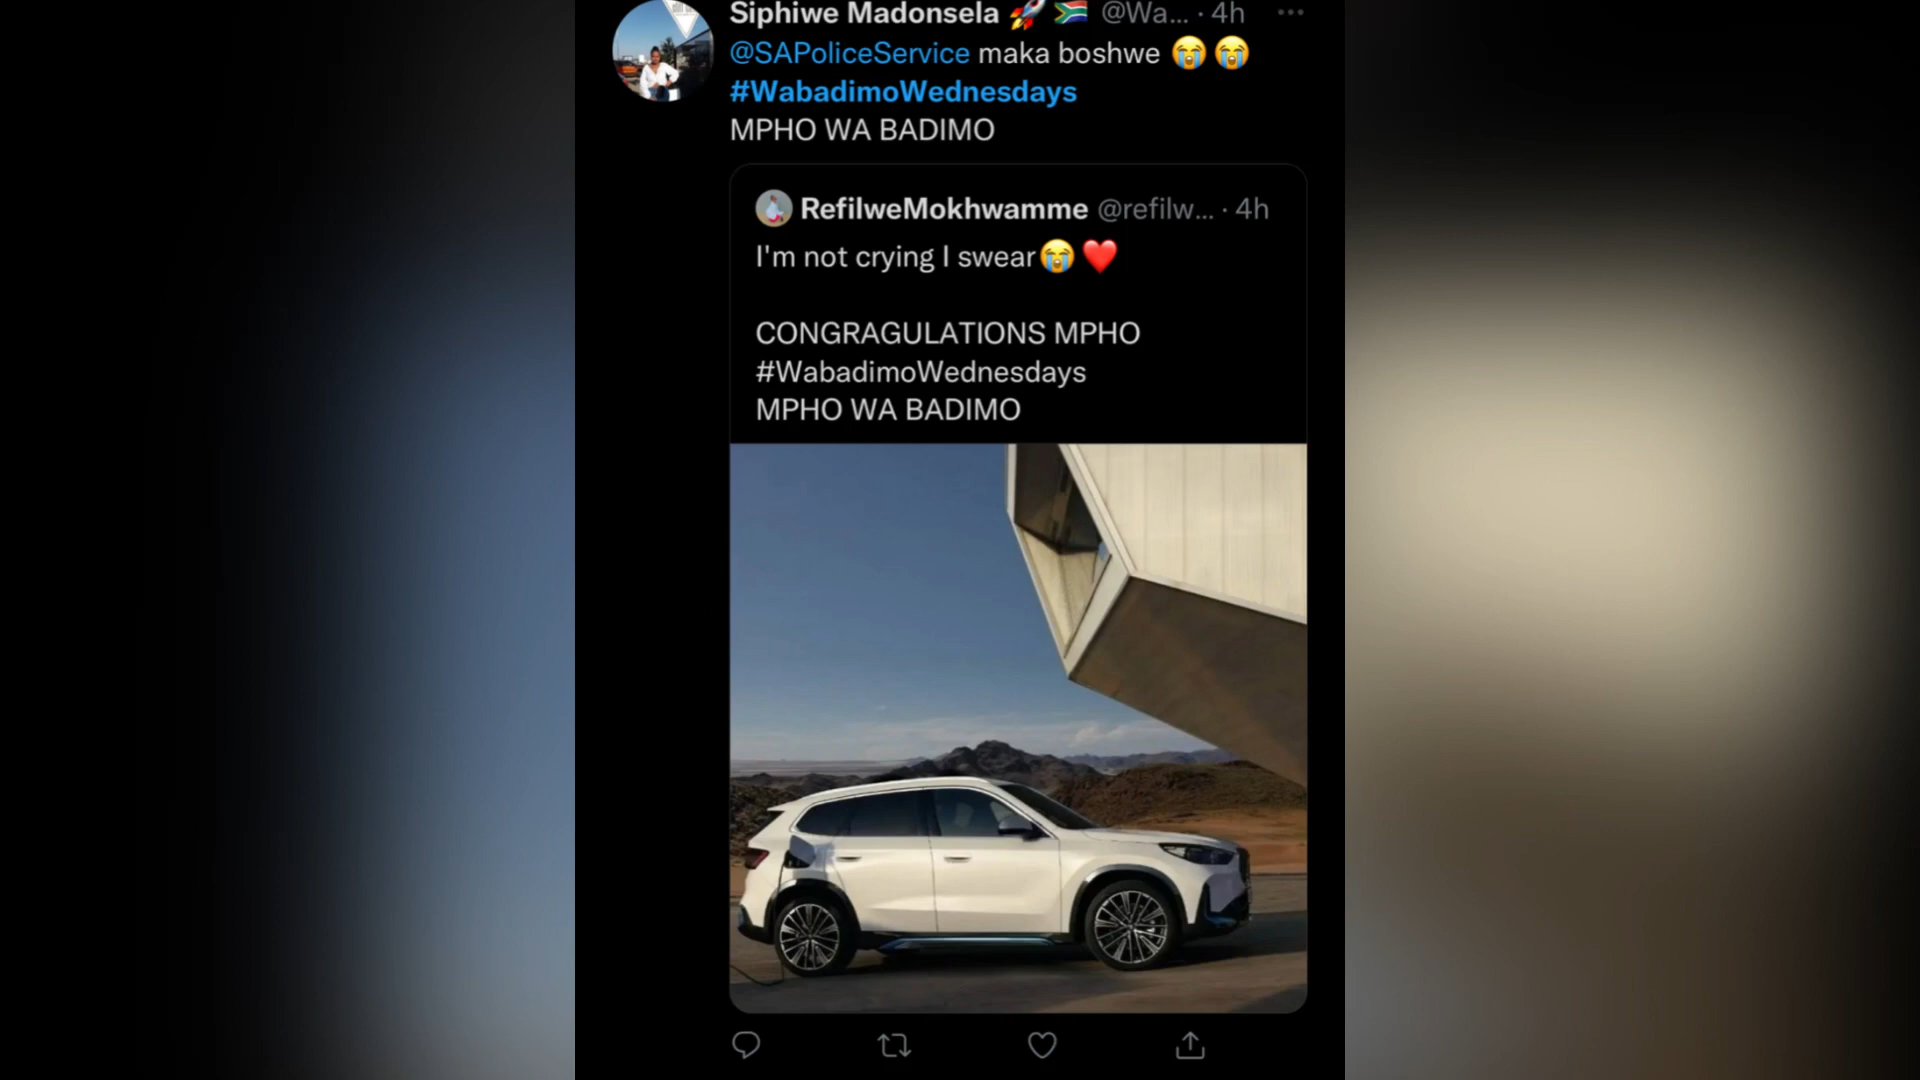 Siphiwe Madonsela 🚀 🇿🇦 @Wa... · 4h
@SAPoliceService maka boshwe 😭 😭
#WabadimoWednesdays
MPHO WA BADIMO
RefilweMokhwamme @refilw... · 4h
I'm not crying I swear😭 ❤️
CONGRAGULATIONS MPHO
#WabadimoWednesdays
MPHO WA BADIMO